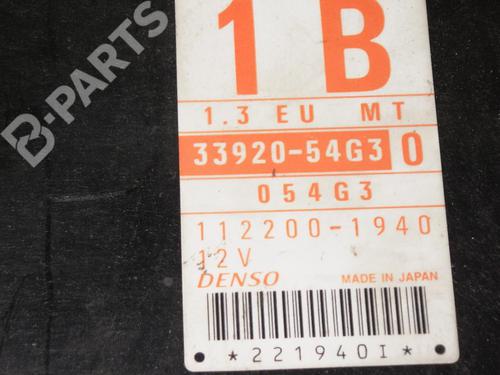 B-PARTS
1 B
1.3 EU MT
33920-54G3 0
054G3
112200-1940
12V
DENSO MADE IN JAPAN
*221940I*